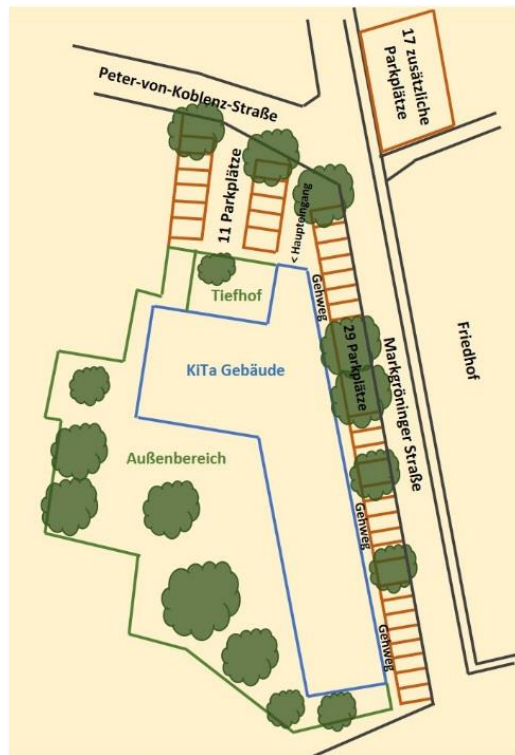 Peter-von-Koblenz-Straße
17 zusätzliche
Parkplätze
11 Parkplätze
< Haupteingang
Gehweg
Tiefhof
29 Parkplätze
Markgröninger Straße
Friedhof
KiTa Gebäude
Außenbereich
Gehweg
Gehweg